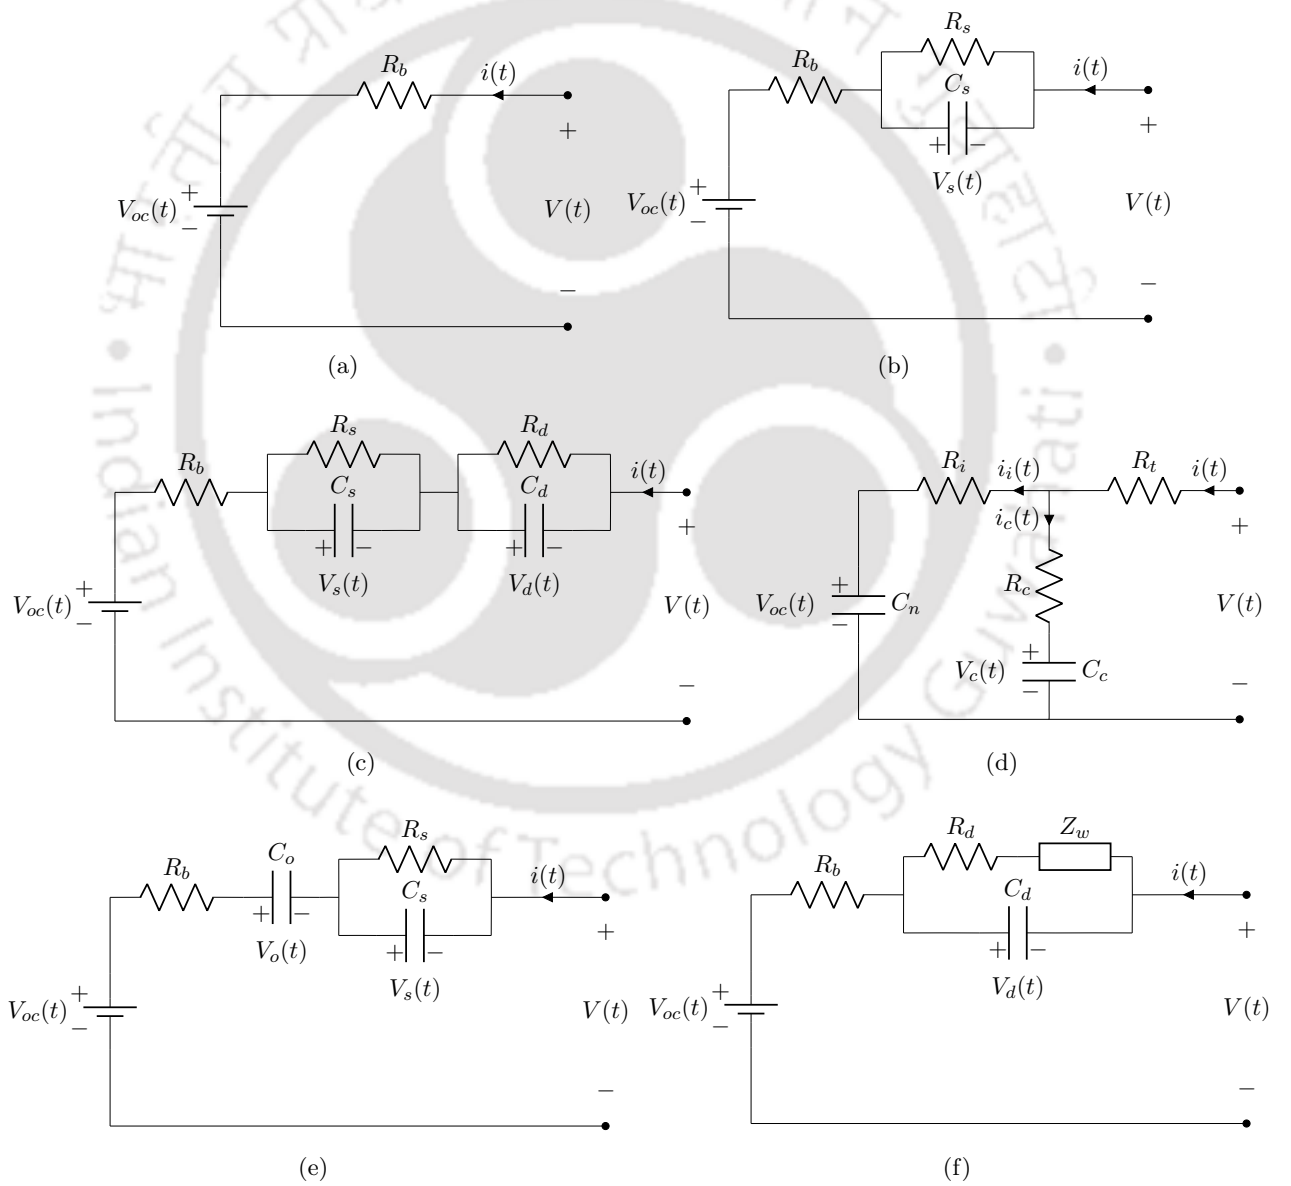 R_b
i(t)
+
V_oc(t)
+
−
V(t)
−
(a)
R_s
R_b
C_s
i(t)
+
−
V_s(t)
+
V_oc(t)
+
−
V(t)
−
(b)
R_s
R_d
R_b
C_s
C_d
i(t)
+
−
+
−
V_s(t)
V_d(t)
+
V_oc(t)
+
−
V(t)
−
(c)
R_i
i_i(t)
R_t
i(t)
i_c(t)
+
R_c
V_oc(t)
+
−
C_n
V(t)
V_c(t)
+
−
C_c
−
(d)
R_s
C_o
R_b
C_s
i(t)
+
−
V_o(t)
+
−
V_s(t)
+
V_oc(t)
+
−
V(t)
−
(e)
R_d
Z_w
R_b
C_d
i(t)
+
−
V_d(t)
+
V_oc(t)
+
−
V(t)
−
(f)
Indian Institute of Technology Guwahati